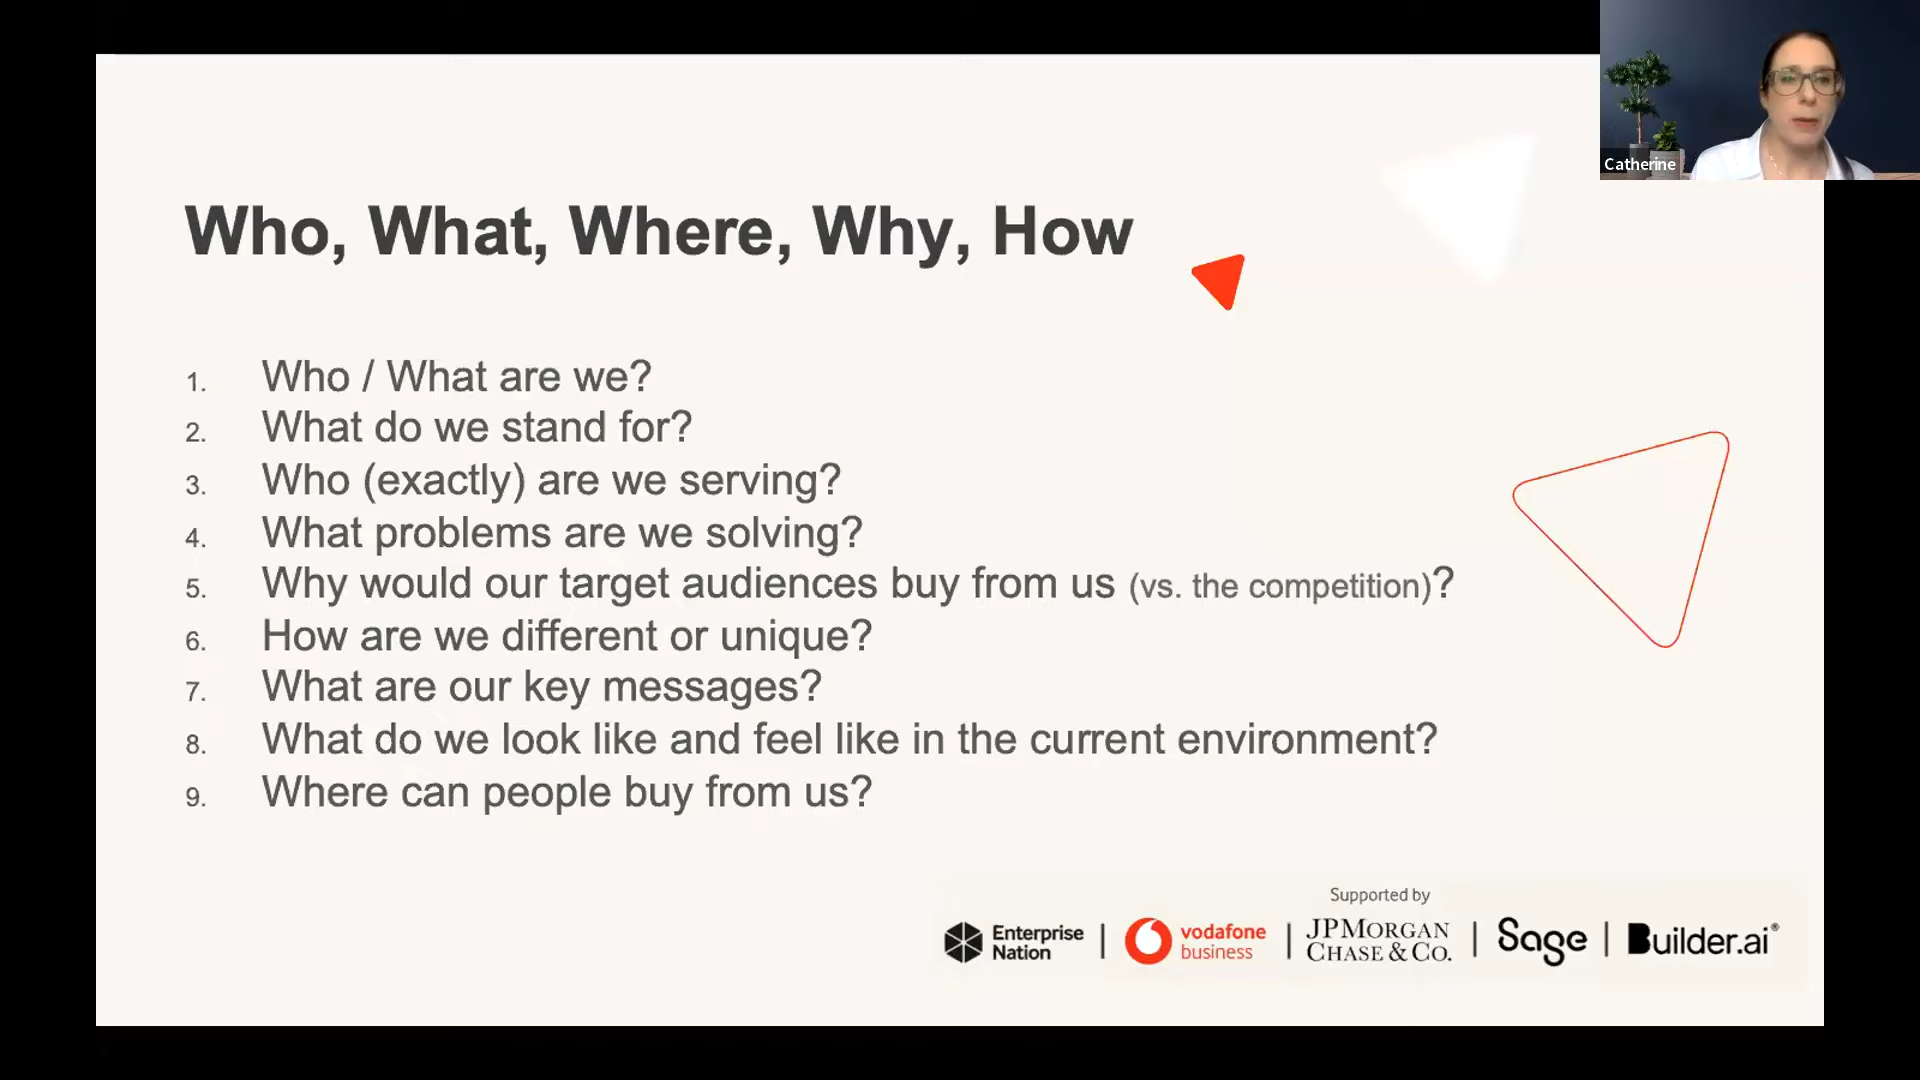 Catherine
Who, What, Where, Why, How
1. Who / What are we?
2. What do we stand for?
3. Who (exactly) are we serving?
4. What problems are we solving?
5. Why would our target audiences buy from us (vs. the competition)?
6. How are we different or unique?
7. What are our key messages?
8. What do we look like and feel like in the current environment?
9. Where can people buy from us?
Supported by
Enterprise
Nation
vodafone
business
JPMORGAN
CHASE & CO.
Sage
Builder.ai®